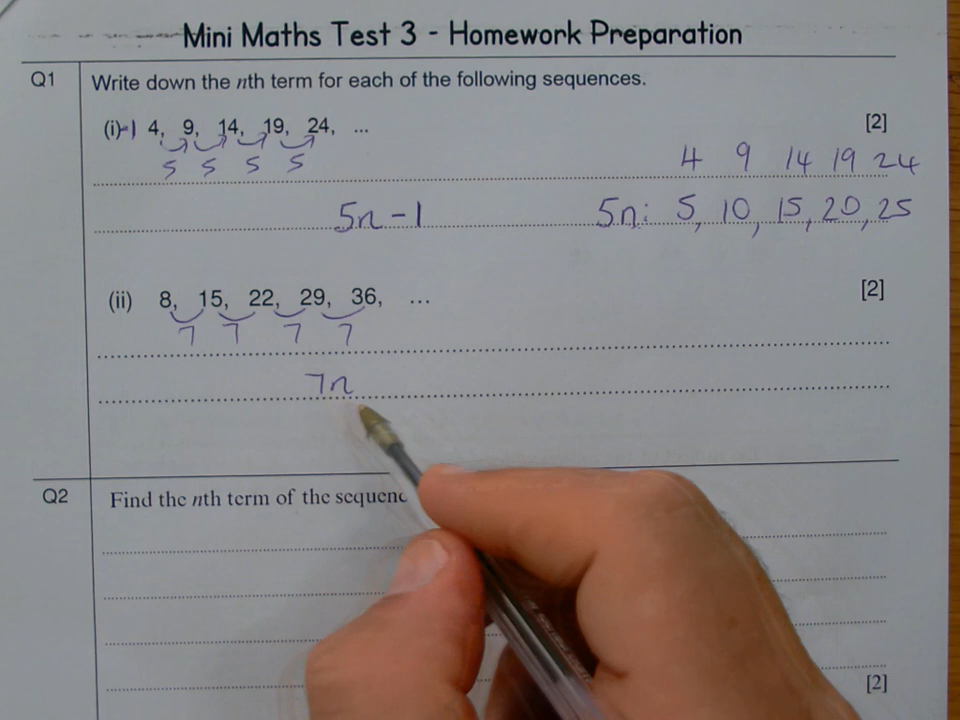 Mini Maths Test 3 - Homework Preparation
Q1 Write down the nth term for each of the following sequences.
(i) -1 4, 9, 14, 19, 24, ... [2]
5 5 5 5 4 9 14 19 24
5n - 1 5n: 5, 10, 15, 20, 25
(ii) 8, 15, 22, 29, 36, ... [2]
7 7 7 7
7n
Q2 Find the nth term of the
[2]